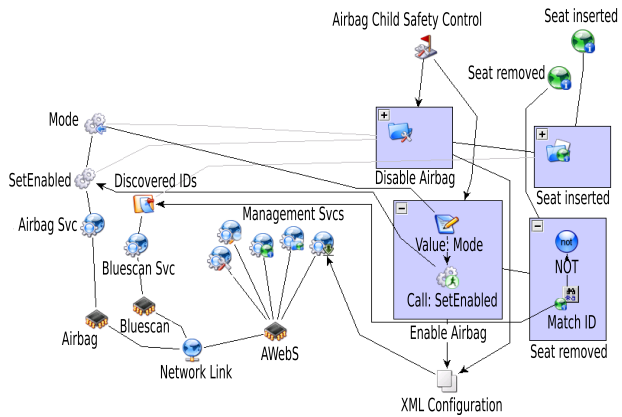 Seat inserted
Airbag Child Safety Control
Seat removed
Mode
Disable Airbag
SetEnabled
Discovered IDs
Seat inserted
Airbag Svc
Management Svcs
Value: Mode
not
NOT
Bluescan Svc
Call: SetEnabled
Match ID
Airbag
Bluescan
Enable Airbag
Seat removed
AWebS
Network Link
XML Configuration